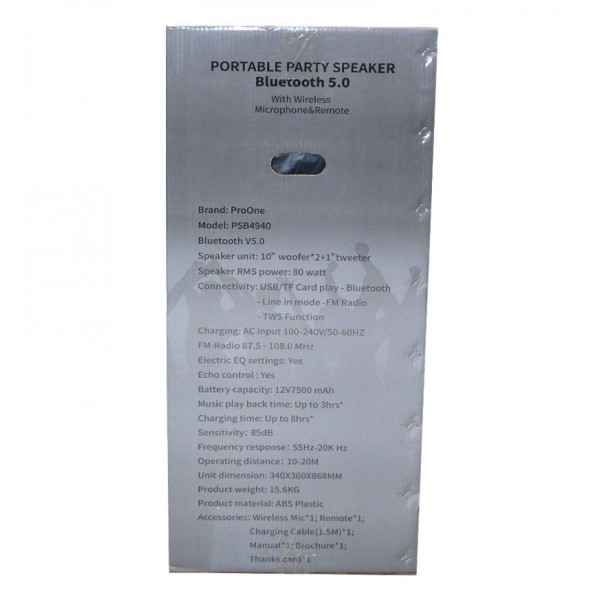 PORTABLE PARTY SPEAKER
Bluetooth 5.0
With Wireless
Microphone&Remote
Brand: ProOne
Model: PSB4940
Bluetooth V5.0
Speaker unit: 10" woofer*2+1"tweeter
Speaker RMS power: 80 watt
Connectivity: USB/TF Card play - Bluetooth
- Line in mode -FM Radio
- TWS Function
Charging: AC input 100-240V/50-60HZ
FM-Radio 87.5 - 108.0 MHz
Electric EQ settings: Yes
Echo control : Yes
Battery capacity: 12V7500 mAh
Music play back time: Up to 3hrs*
Charging time: Up to 8hrs*
Sensitivity: 85dB
Frequency response: 55Hz-20K Hz
Operating distance: 10-20M
Unit dimension: 340X360X868MM
Product weight: 15.6KG
Product material: ABS Plastic
Accessories: Wireless Mic*1; Remote*1;
Charging Cable(1.5M)*1;
Manual*1; Brochure*1;
Thanks card*1